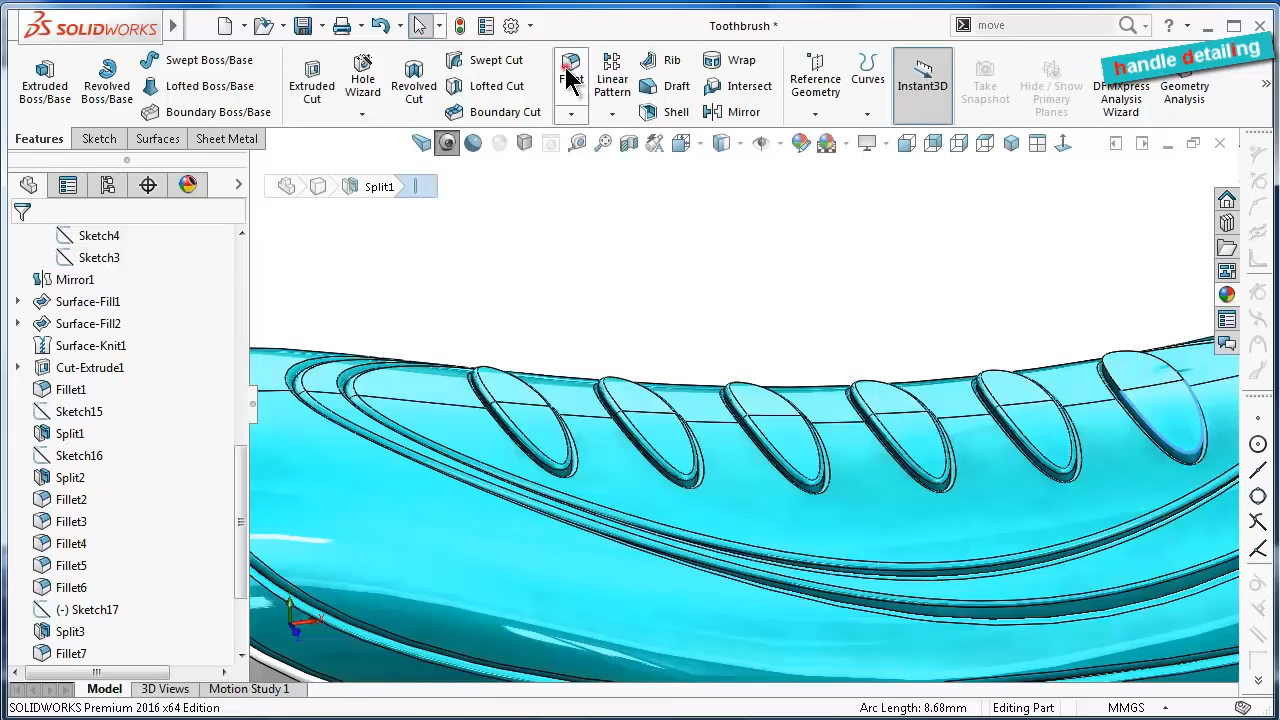 SOLIDWORKS
Toothbrush *
move
handle detailing
Extruded Boss/Base
Revolved Boss/Base
Swept Boss/Base
Lofted Boss/Base
Boundary Boss/Base
Extruded Cut
Hole Wizard
Revolved Cut
Swept Cut
Lofted Cut
Boundary Cut
Linear Pattern
Rib
Draft
Shell
Wrap
Intersect
Mirror
Reference Geometry
Curves
Instant3D
Take Snapshot
Hide / Show Primary Planes
DFMXpress Analysis Wizard
Geometry Analysis
Features
Sketch
Surfaces
Sheet Metal
Split1
Sketch4
Sketch3
Mirror1
Surface-Fill1
Surface-Fill2
Surface-Knit1
Cut-Extrude1
Fillet1
Sketch15
Split1
Sketch16
Split2
Fillet2
Fillet3
Fillet4
Fillet5
Fillet6
(-) Sketch17
Split3
Fillet7
Model
3D Views
Motion Study 1
SOLIDWORKS Premium 2016 x64 Edition
Arc Length: 8.68mm
Editing Part
MMGS